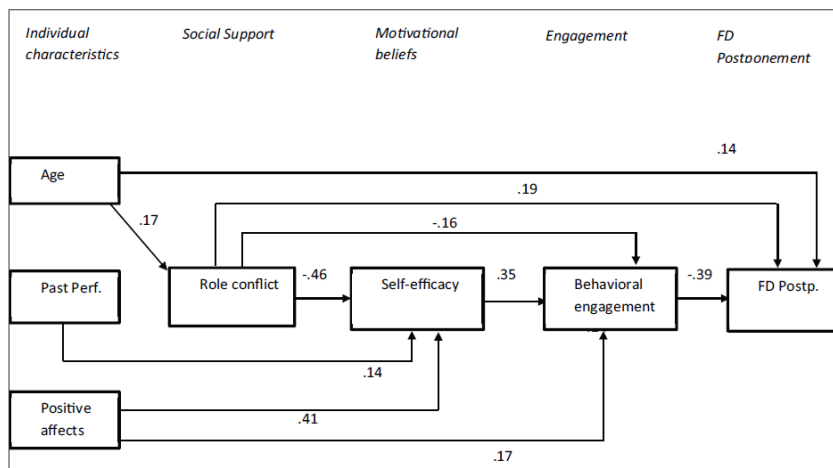 Individual characteristics
Social Support
Motivational beliefs
Engagement
FD Postponement
.14
Age
.19
.17
-.16
Past Perf.
Role conflict
-.46
Self-efficacy
.35
Behavioral engagement
-.39
FD Postp.
.14
Positive affects
.41
.17